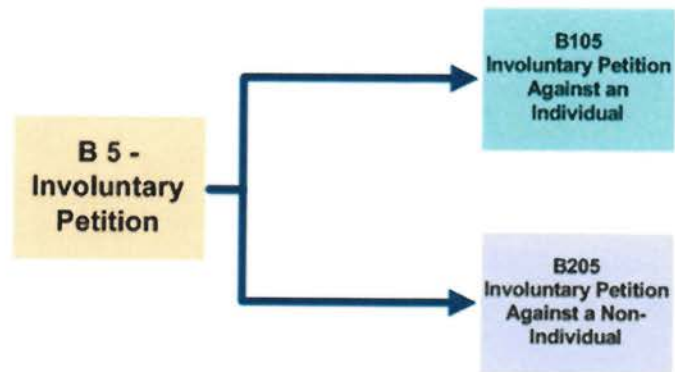 B 5 -
Involuntary
Petition
B105
Involuntary Petition
Against an
Individual
B205
Involuntary Petition
Against a Non-
Individual